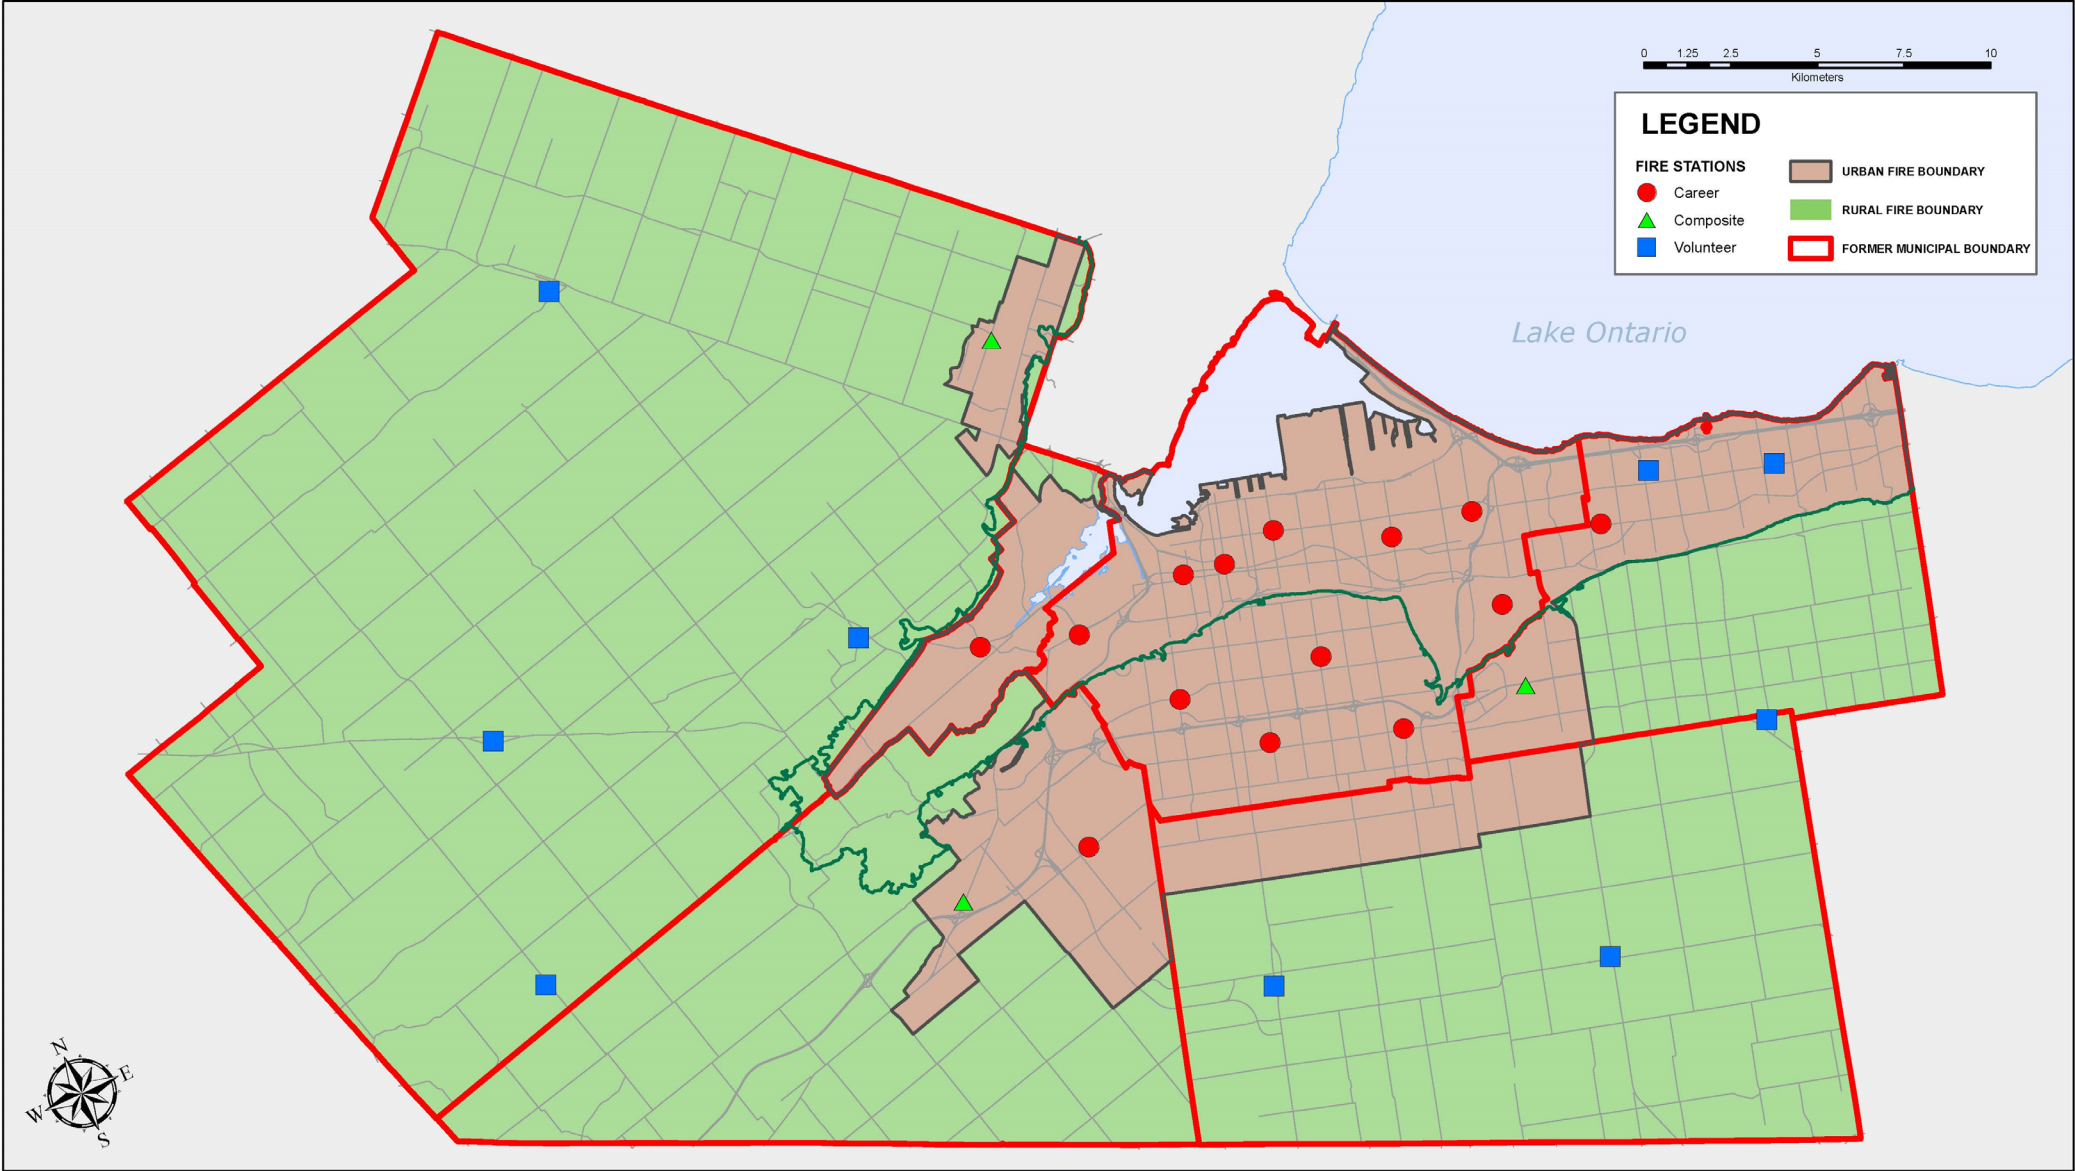 0 1.25 2.5 5 7.5 10
Kilometers
LEGEND
FIRE STATIONS
Career
Composite
Volunteer
URBAN FIRE BOUNDARY
RURAL FIRE BOUNDARY
FORMER MUNICIPAL BOUNDARY
Lake Ontario
N
E
W
S